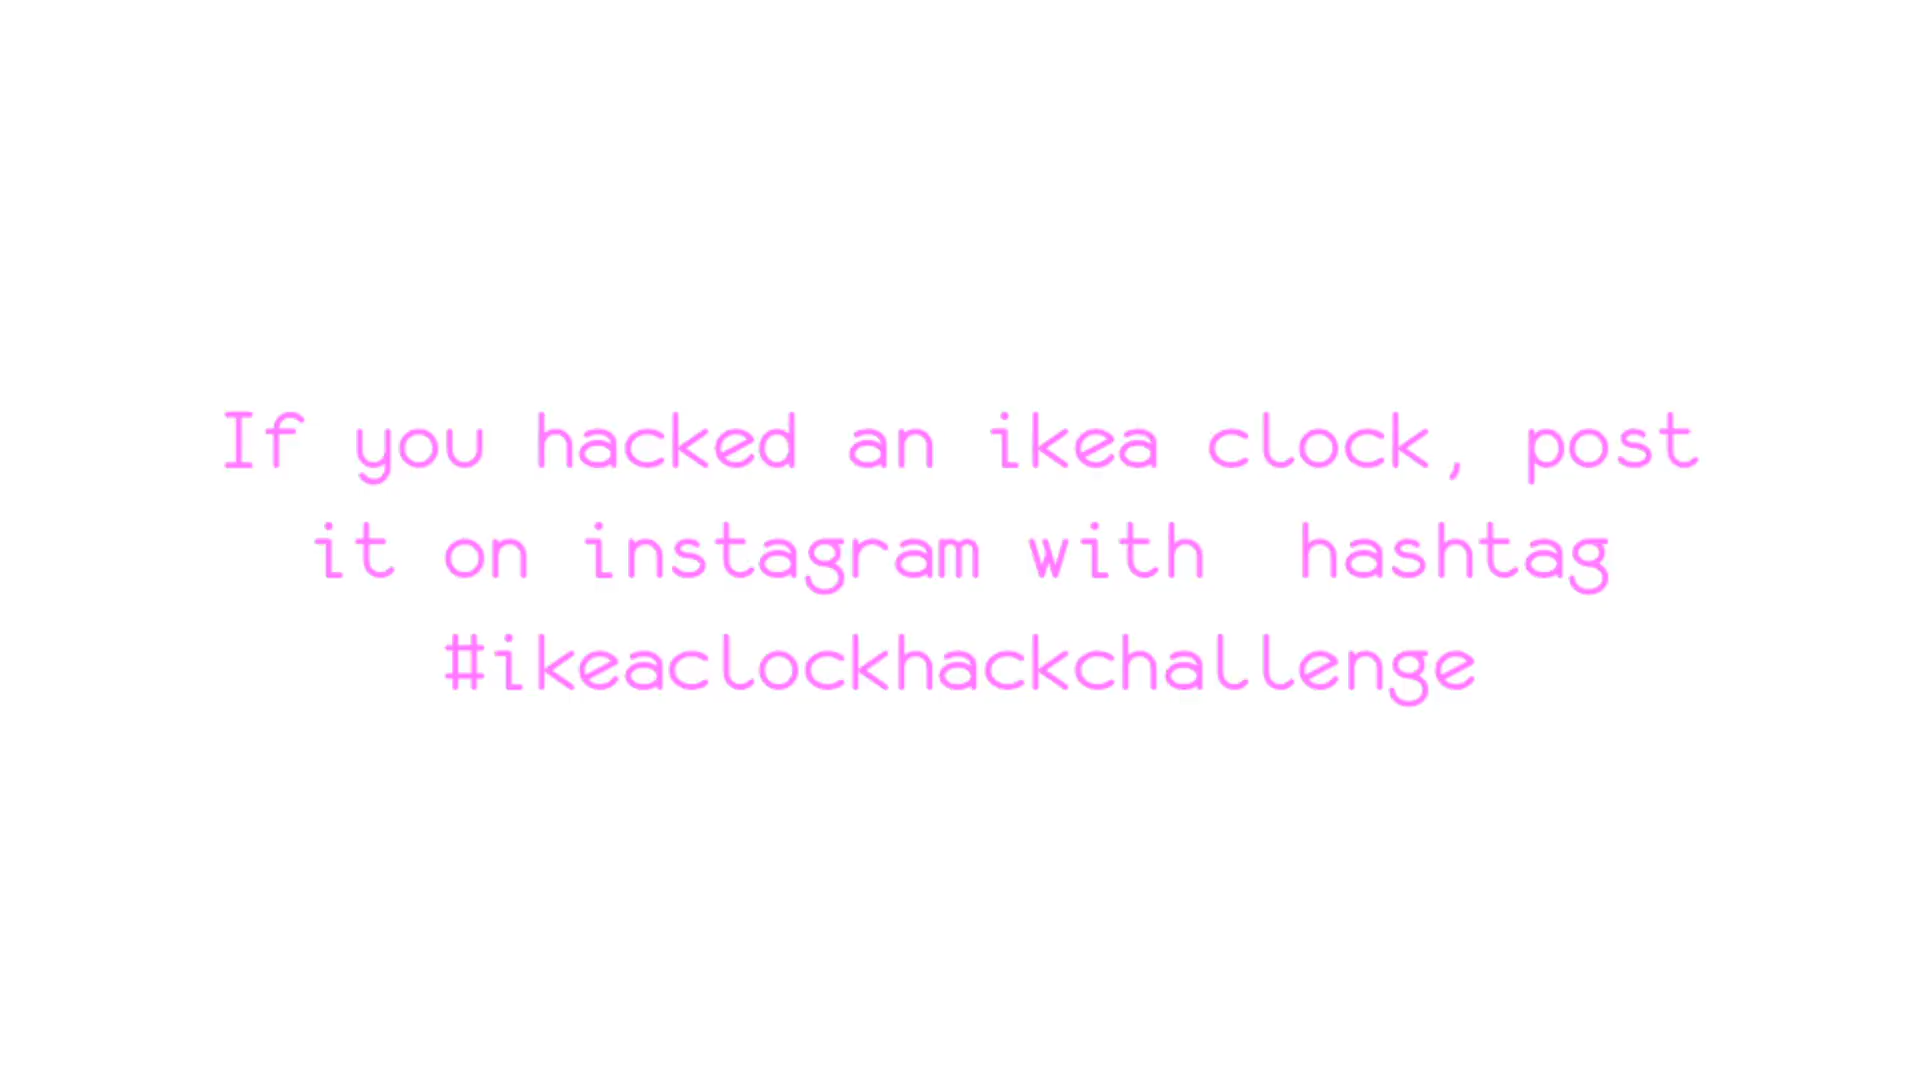 If you hacked an ikea clock, post
it on instagram with  hashtag
#ikeaclockhackchallenge